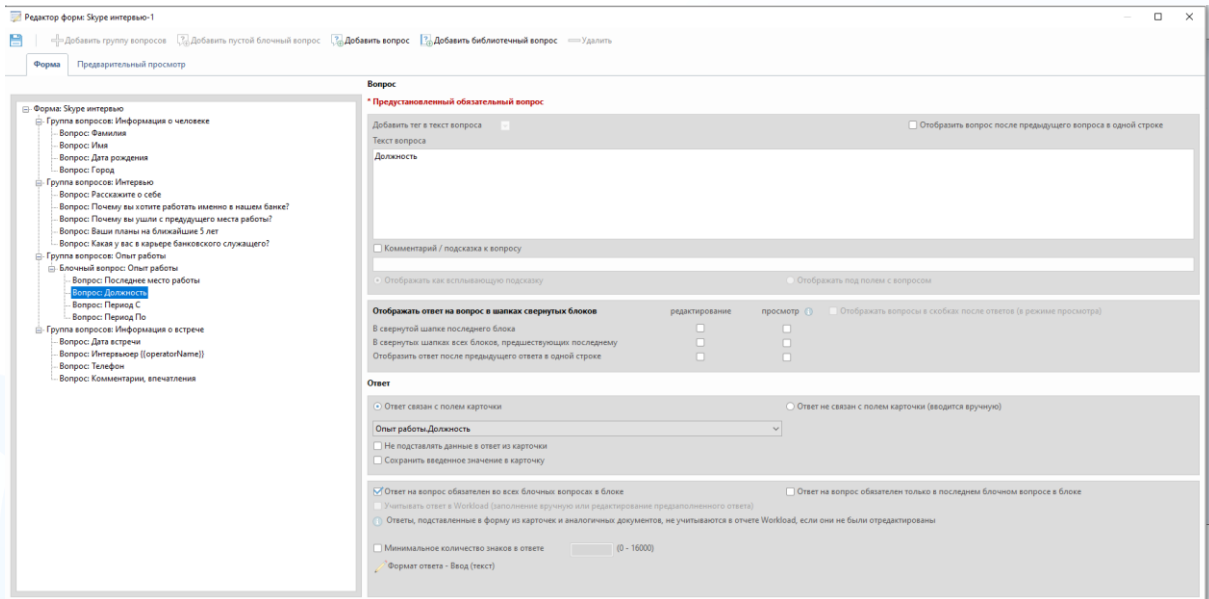 Редактор форм: Skype интервью-1
Добавить группу вопросов Добавить пустой блочный вопрос Добавить вопрос Добавить библиотечный вопрос Удалить
Форма Предварительный просмотр
Форма: Skype интервью
Группа вопросов: Информация о человеке
Вопрос: Фамилия
Вопрос: Имя
Вопрос: Дата рождения
Вопрос: Город
Группа вопросов: Интервью
Вопрос: Расскажите о себе
Вопрос: Почему вы хотите работать именно в нашем банке?
Вопрос: Почему вы ушли с предудущего места работы?
Вопрос: Ваши планы на ближайшие 5 лет
Вопрос: Какая у вас в карьере банковского служащего?
Группа вопросов: Опыт работы
Блочный вопрос: Опыт работы
Вопрос: Последнее место работы
Вопрос: Должность
Вопрос: Период С
Вопрос: Период По
Группа вопросов: Информация о встрече
Вопрос: Дата встречи
Вопрос: Интервьюер {{operatorName}}
Вопрос: Телефон
Вопрос: Комментарии, впечатления
Вопрос
* Предустановленный обязательный вопрос
Добавить тег в текст вопроса Отобразить вопрос после предыдущего вопроса в одной строке
Текст вопроса
Должность
Комментарий / подсказка к вопросу
Отображать как всплывающую подсказку Отображать под полем с вопросом
Отображать ответ на вопрос в шапках свернутых блоков редактирование просмотр Отображать вопросы в скобках после ответов (в режиме просмотра)
В свернутой шапке последнего блока
В свернутых шапках всех блоков, предшествующих последнему
Отобразить ответ после предыдущего ответа в одной строке
Ответ
Ответ связан с полем карточки Ответ не связан с полем карточки (вводится вручную)
Опыт работы.Должность
Не подставлять данные в ответ из карточки
Сохранить введенное значение в карточку
Ответ на вопрос обязателен во всех блочных вопросах в блоке Ответ на вопрос обязателен только в последнем блочном вопросе в блоке
Учитывать ответ в Workload (заполнение вручную или редактирование предзаполненного ответа)
Ответы, подставленные в форму из карточек и аналогичных документов, не учитываются в отчете Workload, если они не были отредактированы
Минимальное количество знаков в ответе (0 - 16000)
Формат ответа - Ввод (текст)